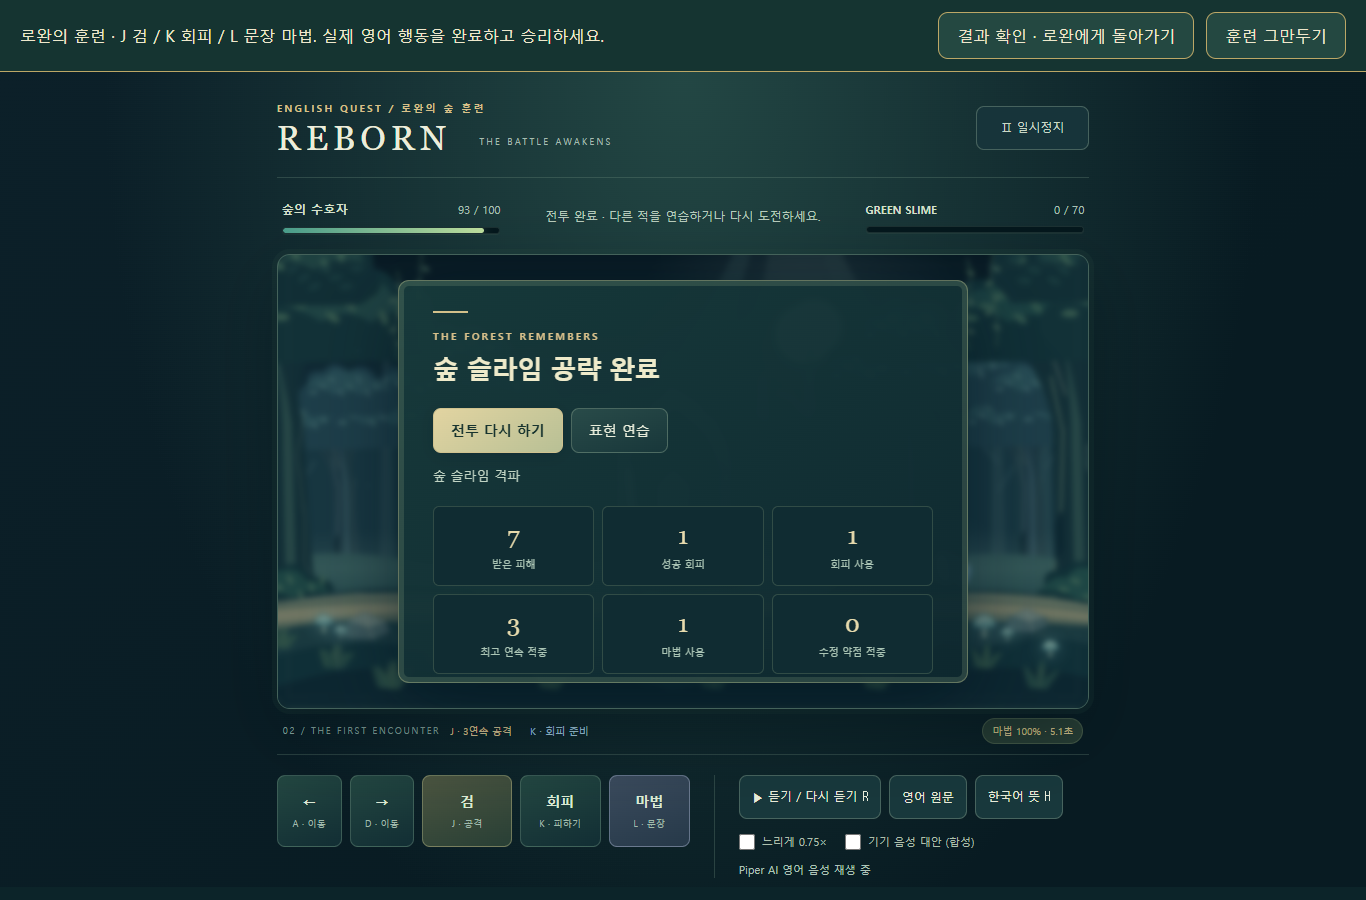 로완의 훈련 · J 검 / K 회피 / L 문장 마법. 실제 영어 행동을 완료하고 승리하세요.
결과 확인 · 로완에게 돌아가기
훈련 그만두기
ENGLISH QUEST / 로완의 숲 훈련
REBORN
THE BATTLE AWAKENS
Ⅱ 일시정지
숲의 수호자
93 / 100
전투 완료 · 다른 적을 연습하거나 다시 도전하세요.
GREEN SLIME
0 / 70
THE FOREST REMEMBERS
숲 슬라임 공략 완료
전투 다시 하기
표현 연습
숲 슬라임 격파
7
받은 피해
1
성공 회피
1
회피 사용
3
최고 연속 적중
1
마법 사용
0
수정 약점 적중
02 / THE FIRST ENCOUNTER
J · 3연속 공격
K · 회피 준비
마법 100% · 5.1초
←
A · 이동
→
D · 이동
검
J · 공격
회피
K · 피하기
마법
L · 문장
▶ 듣기 / 다시 듣기 R
영어 원문
한국어 뜻 H
느리게 0.75×
기기 음성 대안 (합성)
Piper AI 영어 음성 재생 중